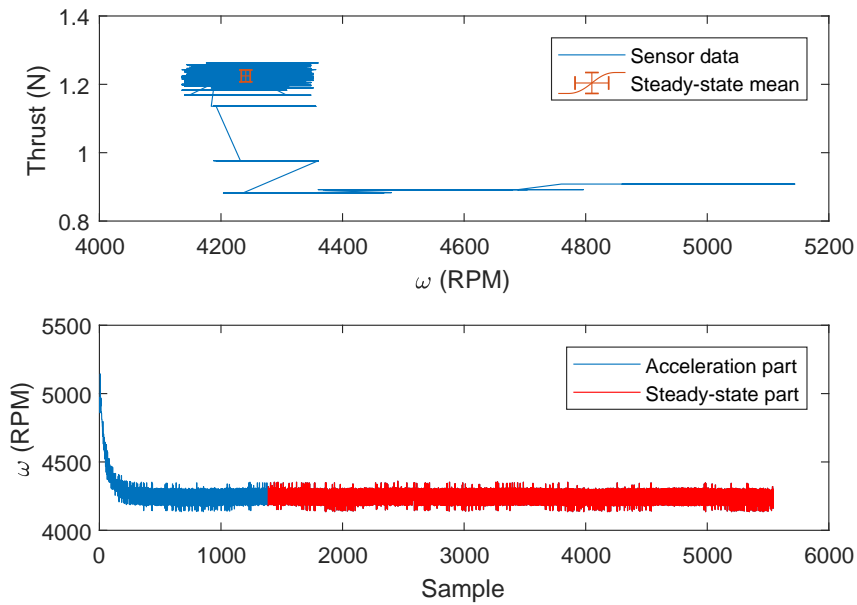 1.4
1.2
1
0.8
Thrust (N)
Sensor data
Steady-state mean
4000 4200 4400 4600 4800 5000 5200
ω (RPM)
5500
5000
4500
4000
ω (RPM)
Acceleration part
Steady-state part
0 1000 2000 3000 4000 5000 6000
Sample